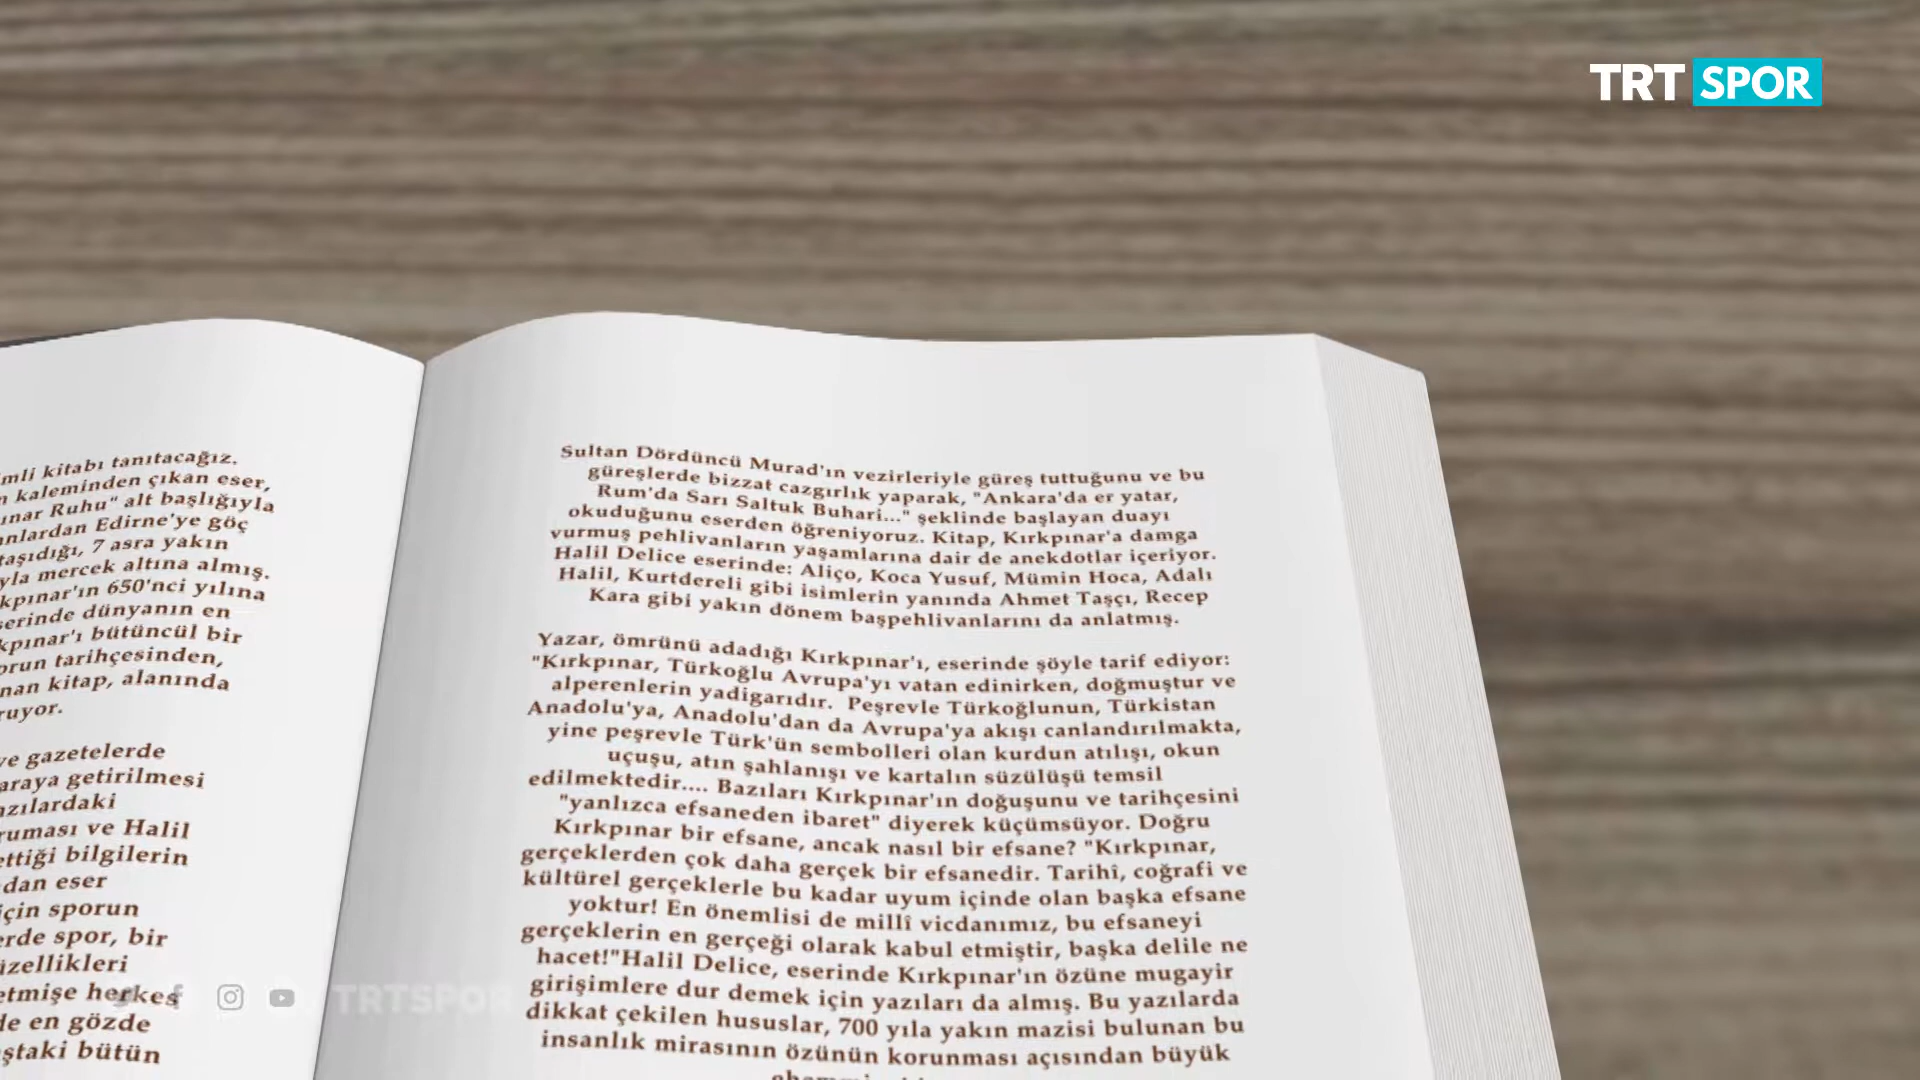 TRT SPOR
mli kitabı tanıtacağız.
kaleminden çıkan eser,
ınar Ruhu" alt başlığıyla
nlardan Edirne'ye göç
taşıdığı, 7 asra yakın
yla mercek altına almış.
kpınar'ın 650'nci yılına
serinde dünyanın en
kpınar'ı bütüncül bir
orun tarihçesinden,
nan kitap, alanında
ruyor.
ve gazetelerde
araya getirilmesi
azılardaki
ruması ve Halil
ettiği bilgilerin
dan eser
için sporun
erde spor, bir
üzellikleri
etmişe herkes
de en gözde
ştaki bütün
Sultan Dördüncü Murad'ın vezirleriyle güreş tuttuğunu ve bu
güreşlerde bizzat cazgırlık yaparak, "Ankara'da er yatar,
Rum'da Sarı Saltuk Buhari..." şeklinde başlayan duayı
okuduğunu eserden öğreniyoruz. Kitap, Kırkpınar'a damga
vurmuş pehlivanların yaşamlarına dair de anekdotlar içeriyor.
Halil Delice eserinde: Aliço, Koca Yusuf, Mümin Hoca, Adalı
Halil, Kurtdereli gibi isimlerin yanında Ahmet Taşçı, Recep
Kara gibi yakın dönem başpehlivanlarını da anlatmış.
Yazar, ömrünü adadığı Kırkpınar'ı, eserinde şöyle tarif ediyor:
"Kırkpınar, Türkoğlu Avrupa'yı vatan edinirken, doğmuştur ve
alperenlerin yadigarıdır. Peşrevle Türkoğlunun, Türkistan
Anadolu'ya, Anadolu'dan da Avrupa'ya akışı canlandırılmakta,
yine peşrevle Türk'ün sembolleri olan kurdun atılışı, okun
uçuşu, atın şahlanışı ve kartalın süzülüşü temsil
edilmektedir.... Bazıları Kırkpınar'ın doğuşunu ve tarihçesini
"yanlızca efsaneden ibaret" diyerek küçümsüyor. Doğru
Kırkpınar bir efsane, ancak nasıl bir efsane? "Kırkpınar,
gerçeklerden çok daha gerçek bir efsanedir. Tarihî, coğrafi ve
kültürel gerçeklerle bu kadar uyum içinde olan başka efsane
yoktur! En önemlisi de millî vicdanımız, bu efsaneyi
gerçeklerin en gerçeği olarak kabul etmiştir, başka delile ne
hacet!"Halil Delice, eserinde Kırkpınar'ın özüne mugayir
girişimlere dur demek için yazıları da almış. Bu yazılarda
dikkat çekilen hususlar, 700 yıla yakın mazisi bulunan bu
insanlık mirasının özünün korunması açısından büyük
TRTSPOR